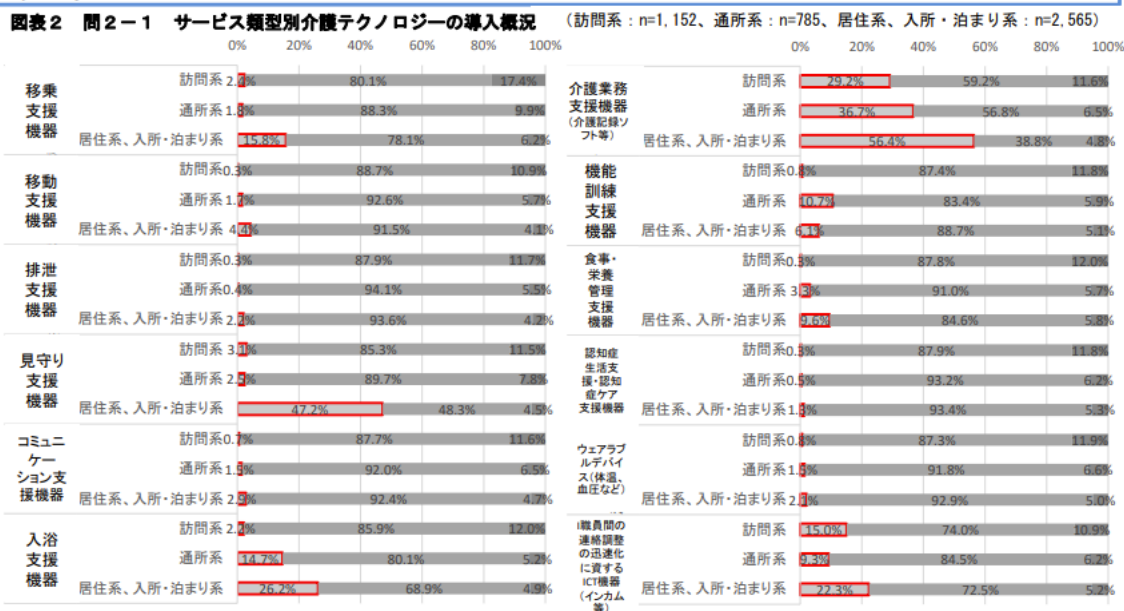 図表2 問2-1 サービス類型別介護テクノロジーの導入概況
(訪問系:n=1,152、通所系:n=785、居住系、入所・泊まり系:n=2,565)
0% 20% 40% 60% 80% 100%
移乗
支援
機器
訪問系 2.4% 80.1% 17.4%
通所系 1.8% 88.3% 9.9%
居住系、入所・泊まり系 15.8% 78.1% 6.2%
移動
支援
機器
訪問系 0.3% 88.7% 10.9%
通所系 1.7% 92.6% 5.7%
居住系、入所・泊まり系 4.4% 91.5% 4.1%
排泄
支援
機器
訪問系 0.3% 87.9% 11.7%
通所系 0.4% 94.1% 5.5%
居住系、入所・泊まり系 2.2% 93.6% 4.2%
見守り
支援
機器
訪問系 3.1% 85.3% 11.5%
通所系 2.5% 89.7% 7.8%
居住系、入所・泊まり系 47.2% 48.3% 4.5%
コミュニ
ケー
ション支
援機器
訪問系 0.7% 87.7% 11.6%
通所系 1.5% 92.0% 6.5%
居住系、入所・泊まり系 2.9% 92.4% 4.7%
入浴
支援
機器
訪問系 2.2% 85.9% 12.0%
通所系 14.7% 80.1% 5.2%
居住系、入所・泊まり系 26.2% 68.9% 4.9%
0% 20% 40% 60% 80% 100%
介護業務
支援機器
(介護記録ソ
フト等)
訪問系 29.2% 59.2% 11.6%
通所系 36.7% 56.8% 6.5%
居住系、入所・泊まり系 56.4% 38.8% 4.8%
機能
訓練
支援
機器
訪問系 0.8% 87.4% 11.8%
通所系 10.7% 83.4% 5.9%
居住系、入所・泊まり系 6.1% 88.7% 5.1%
食事・
栄養
管理
支援
機器
訪問系 0.3% 87.8% 12.0%
通所系 3.3% 91.0% 5.7%
居住系、入所・泊まり系 9.6% 84.6% 5.8%
認知症
生活支
援・認知
症ケア
支援機器
訪問系 0.3% 87.9% 11.8%
通所系 0.5% 93.2% 6.2%
居住系、入所・泊まり系 1.3% 93.4% 5.3%
ウェアラブ
ルデバイ
ス(体温、
血圧など)
訪問系 0.8% 87.3% 11.9%
通所系 1.5% 91.8% 6.6%
居住系、入所・泊まり系 2.1% 92.9% 5.0%
職員間の
連絡調整
の迅速化
に資する
ICT機器
(インカム
等)
訪問系 15.0% 74.0% 10.9%
通所系 9.3% 84.5% 6.2%
居住系、入所・泊まり系 22.3% 72.5% 5.2%